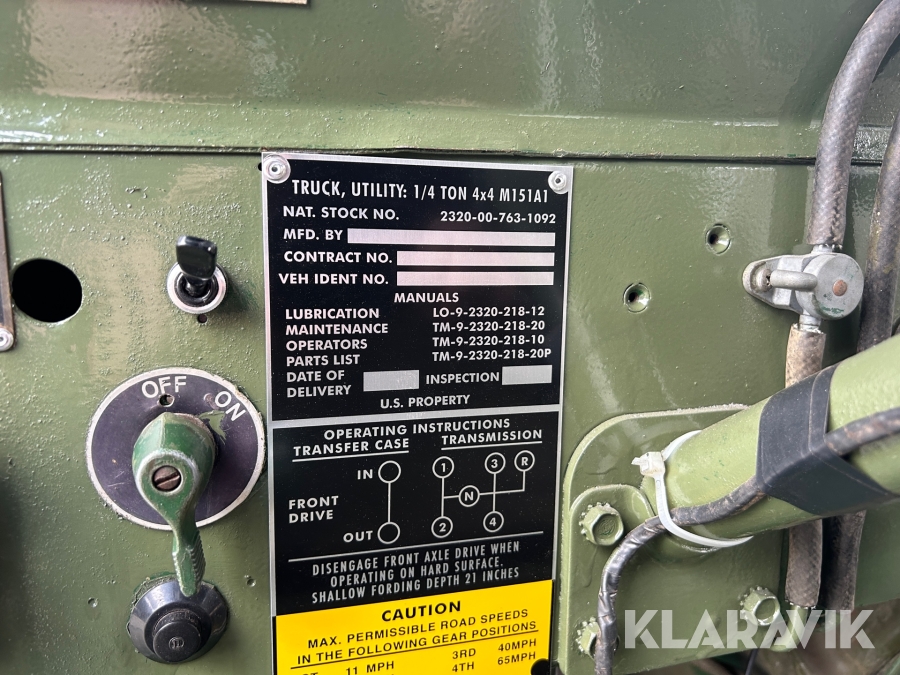 TRUCK, UTILITY: 1/4 TON 4x4 M151A1
NAT. STOCK NO. 2320-00-763-1092
MFD. BY
CONTRACT NO.
VEH IDENT NO.
MANUALS
LUBRICATION LO-9-2320-218-12
MAINTENANCE TM-9-2320-218-20
OPERATORS TM-9-2320-218-10
PARTS LIST TM-9-2320-218-20P
DATE OF DELIVERY INSPECTION
U.S. PROPERTY
OFF ON
OPERATING INSTRUCTIONS
TRANSFER CASE TRANSMISSION
IN 1 3 R
FRONT DRIVE N
OUT 2 4
DISENGAGE FRONT AXLE DRIVE WHEN
OPERATING ON HARD SURFACE.
SHALLOW FORDING DEPTH 21 INCHES
CAUTION
MAX. PERMISSIBLE ROAD SPEEDS
IN THE FOLLOWING GEAR POSITIONS
11 MPH 3RD 40MPH
4TH 65MPH
KLARAVIK